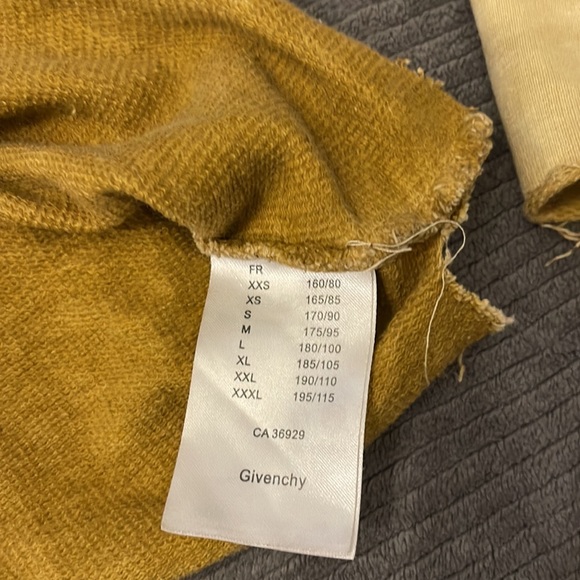 FR
XXS 160/80
XS 165/85
S 170/90
M 175/95
L 180/100
XL 185/105
XXL 190/110
XXXL 195/115
CA 36929
Givenchy